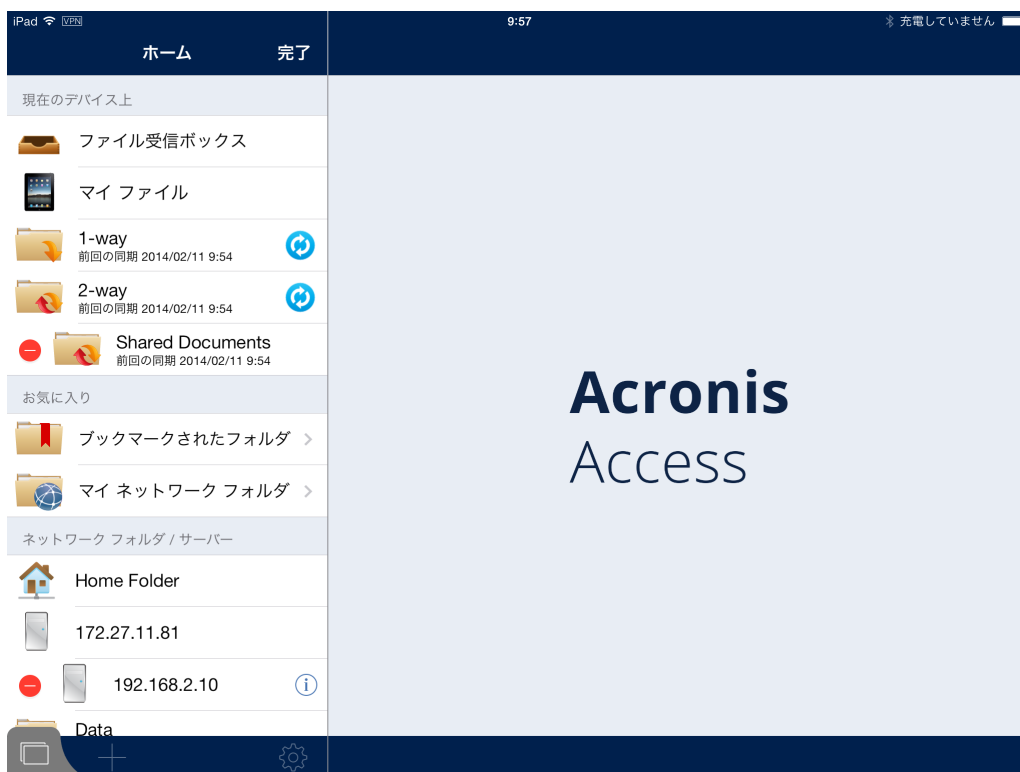 iPad VPN 9:57 充電していません
ホーム 完了
現在のデバイス上
ファイル受信ボックス
マイ ファイル
1-way
前回の同期 2014/02/11 9:54
2-way
前回の同期 2014/02/11 9:54
Shared Documents
前回の同期 2014/02/11 9:54
お気に入り
ブックマークされたフォルダ
マイ ネットワーク フォルダ
ネットワーク フォルダ / サーバー
Home Folder
172.27.11.81
192.168.2.10
Data
Acronis
Access